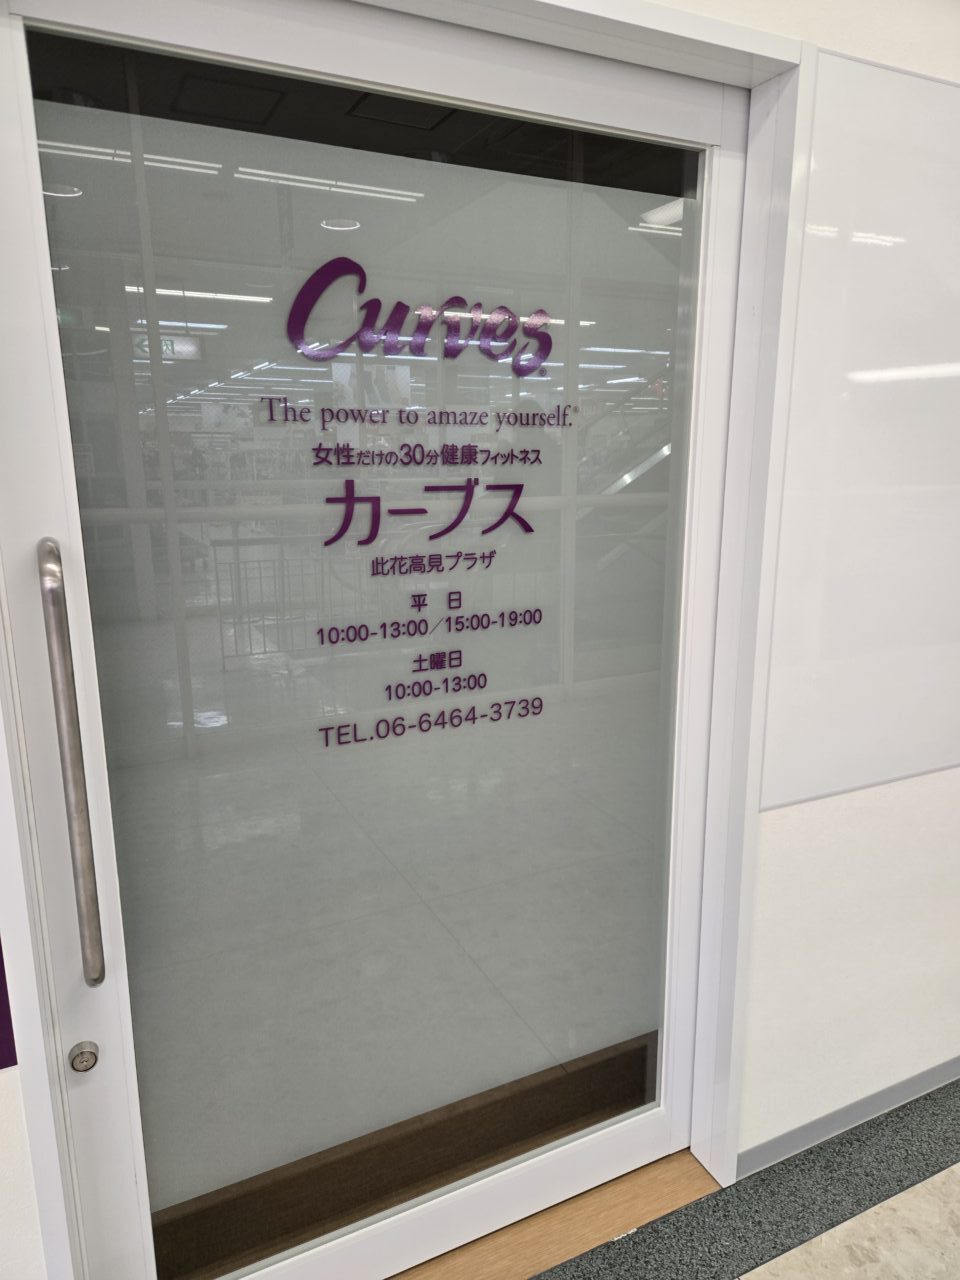 Curves®
The power to amaze yourself.®
女性だけの30分健康フィットネス
カーブス
此花高見プラザ
平 日
10:00-13:00/15:00-19:00
土曜日
10:00-13:00
TEL.06-6464-3739